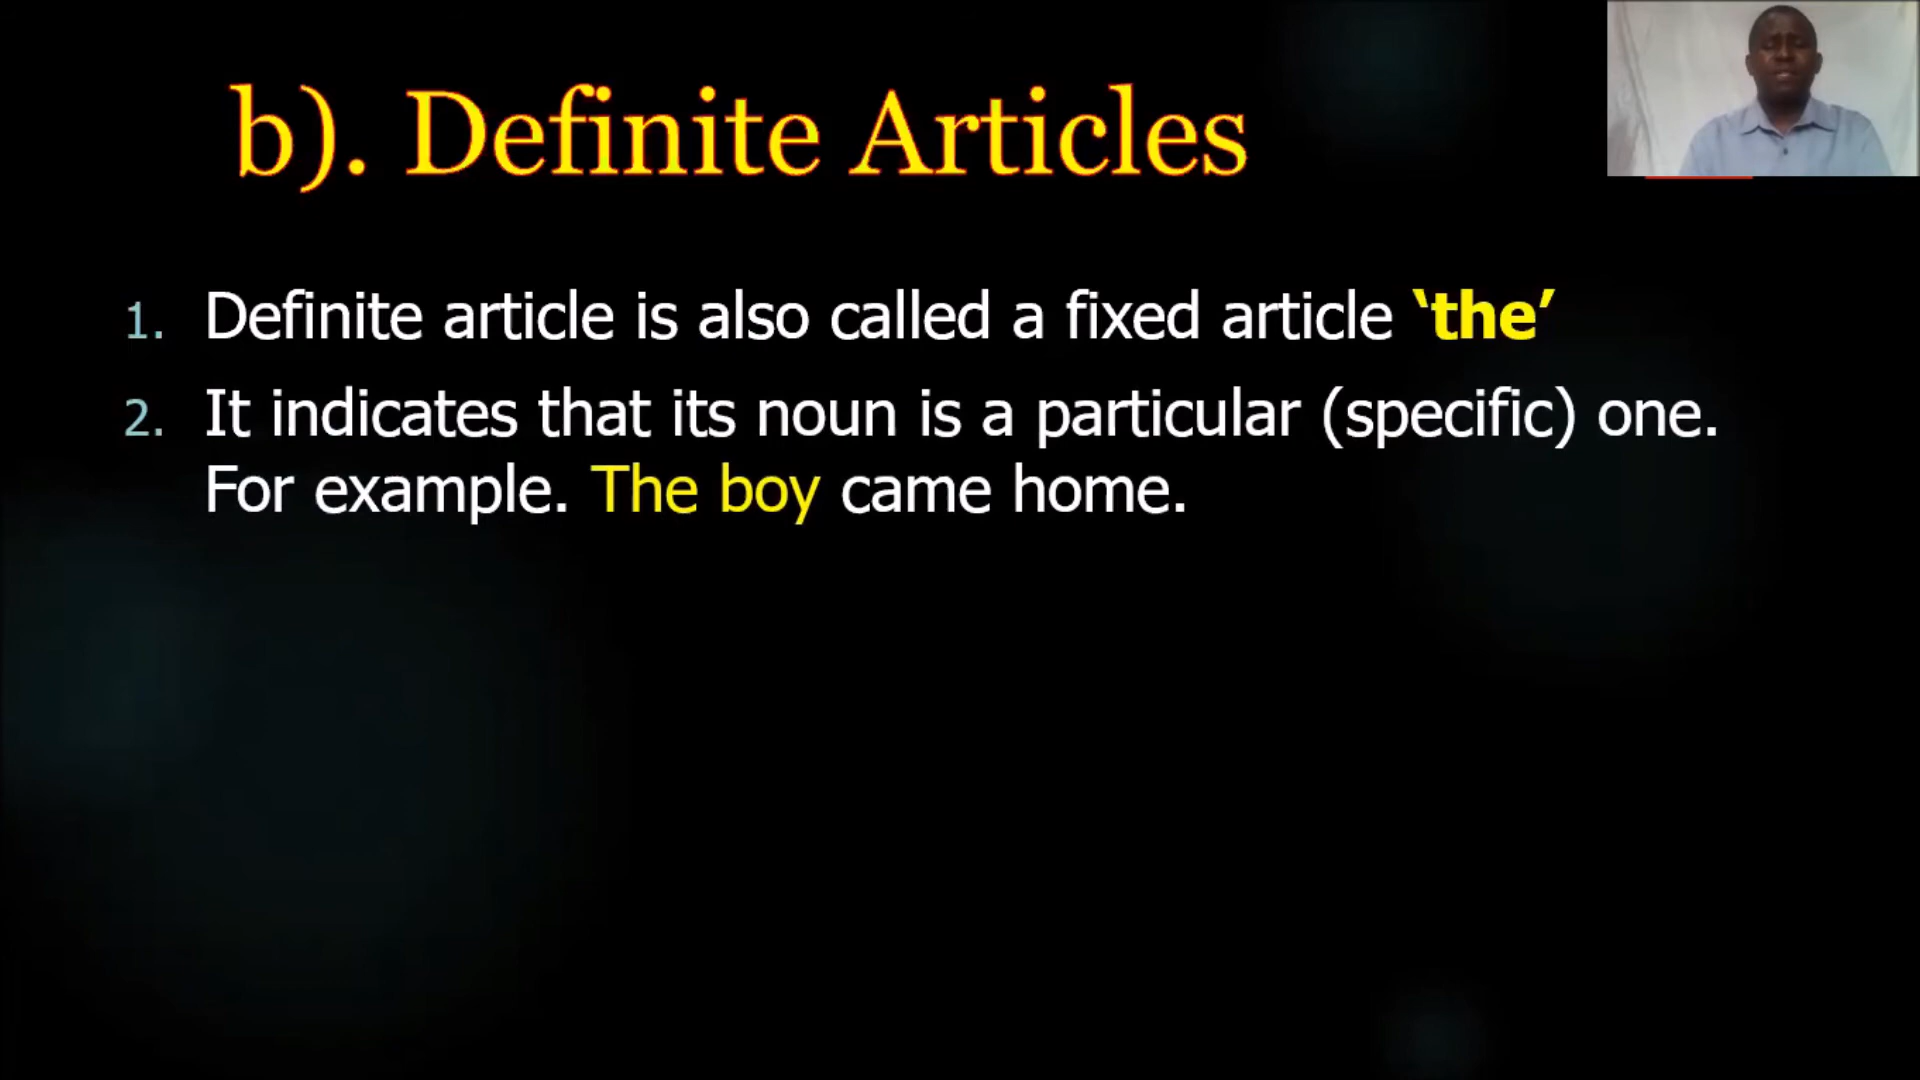 b). Definite Articles
1. Definite article is also called a fixed article ‘the’
2. It indicates that its noun is a particular (specific) one.
For example. The boy came home.